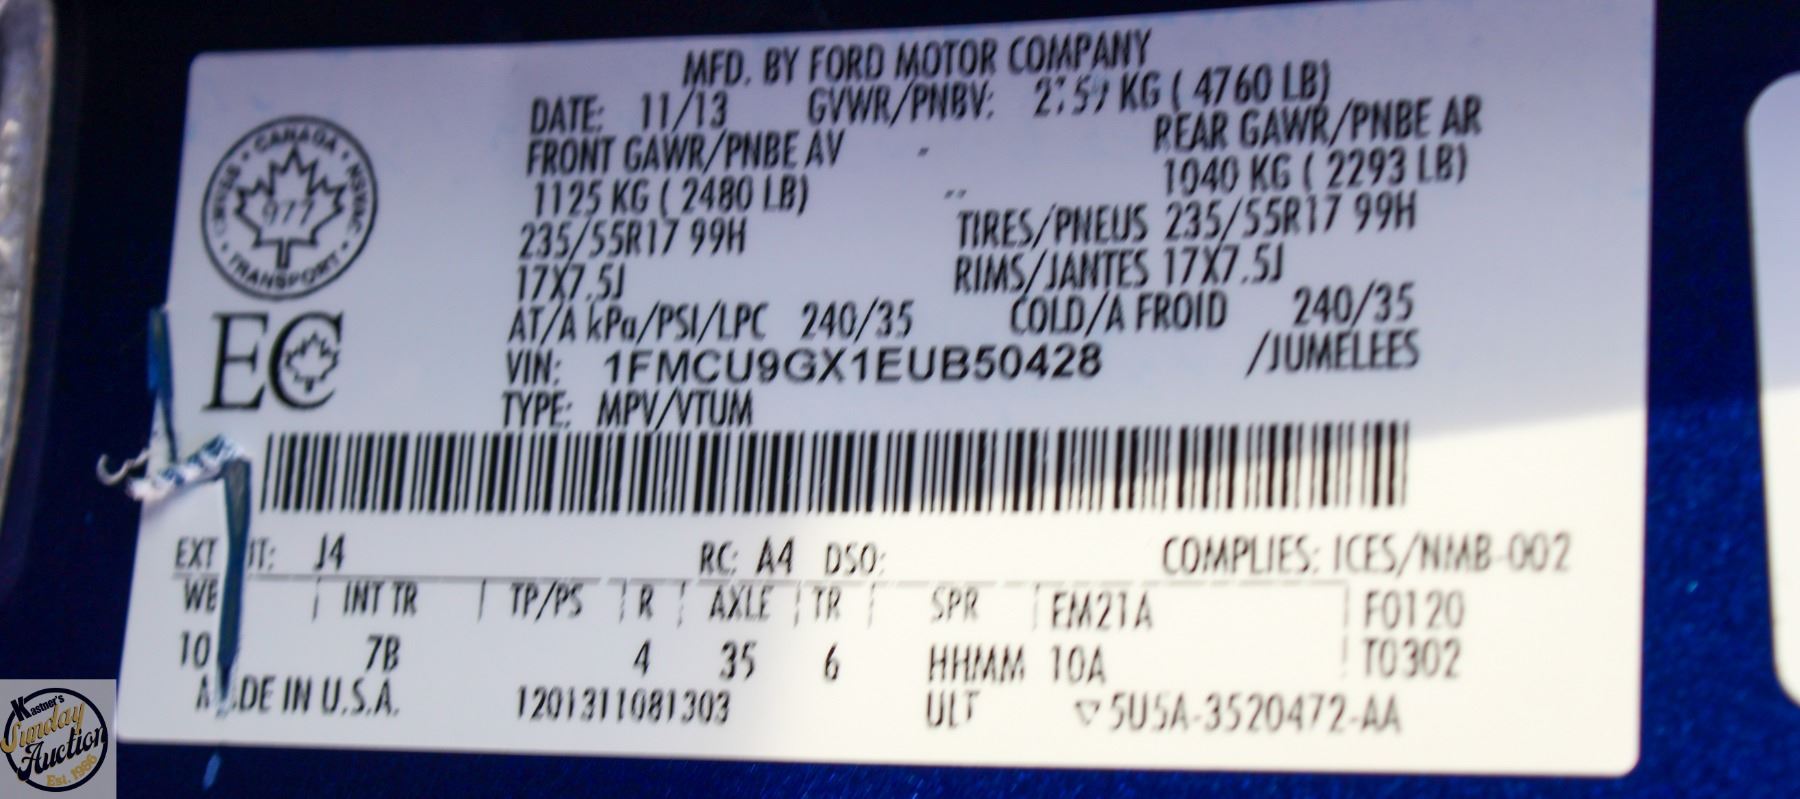 MFD. BY FORD MOTOR COMPANY
DATE: 11/13 GVWR/PNBV: KG ( 4760 LB)
FRONT GAWR/PNBE AV REAR GAWR/PNBE AR
1125 KG ( 2480 LB) 1040 KG ( 2293 LB)
235/55R17 99H TIRES/PNEUS 235/55R17 99H
17X7.5J RIMS/JANTES 17X7.5J
AT/A kPa/PSI/LPC 240/35 COLD/A FROID 240/35
VIN: 1FMCU9GX1EUB50428 /JUMELEES
TYPE: MPV/VTUM
CANADA
977
TRANSPORT
EC
EXT J4 RC: A4 DSO: COMPLIES: ICES/NMB-002
INT TR TP/PS R AXLE TR SPR EM21A F0120
10 7B 4 35 6 HHMM 10A T0302
IN U.S.A. 1201311081303 ULT ▽5U5A-3520472-AA
Kastner's
Sunday
Auction
Est. 1986